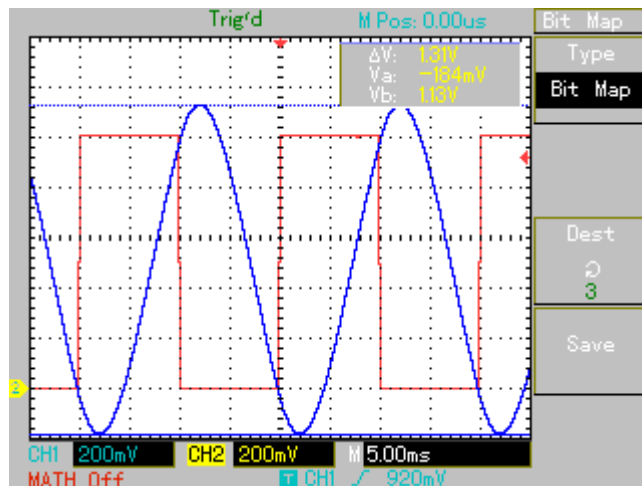 Trig'd M Pos: 0.00us Bit Map
Type
Bit Map
ΔV: 1.31V
Va: -184mV
Vb: 1.13V
Dest
3
Save
2
CH1 200mV CH2 200mV M 5.00ms
MATH Off T CH1 920mV